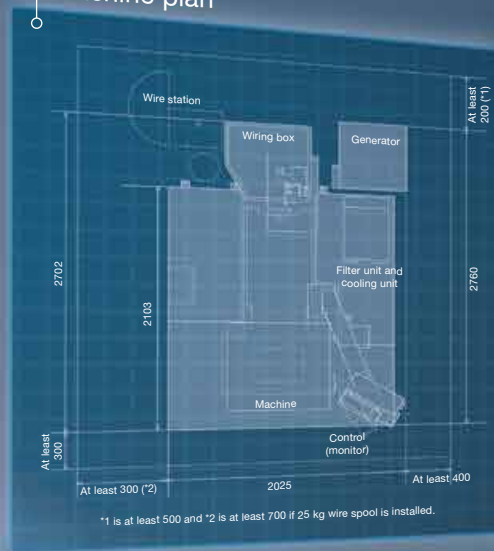 Wire station
Wiring box
Generator
At least
200 (*1)
2702
2103
Filter unit and
cooling unit
2760
Machine
At least
300
Control
(monitor)
At least 300 (*2)
2025
At least 400
*1 is at least 500 and *2 is at least 700 if 25 kg wire spool is installed.